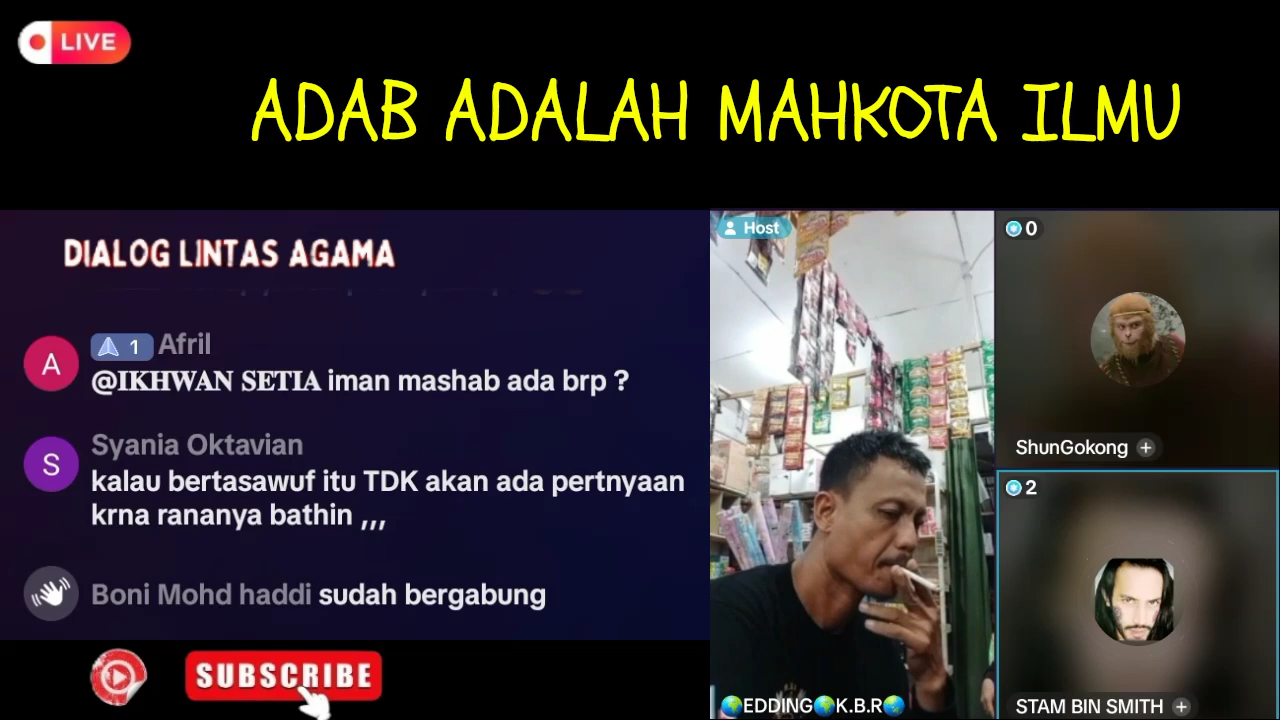 LIVE
ADAB ADALAH MAHKOTA ILMU
DIALOG LINTAS AGAMA
A
1 Afril
@IKHWAN SETIA iman mashab ada brp ?
S
Syania Oktavian
kalau bertasawuf itu TDK akan ada pertnyaan
krna rananya bathin ,,,
Boni Mohd haddi sudah bergabung
SUBSCRIBE
Host
🌍EDDING🌍K.B.R🌏
0
ShunGokong +
2
STAM BIN SMITH +